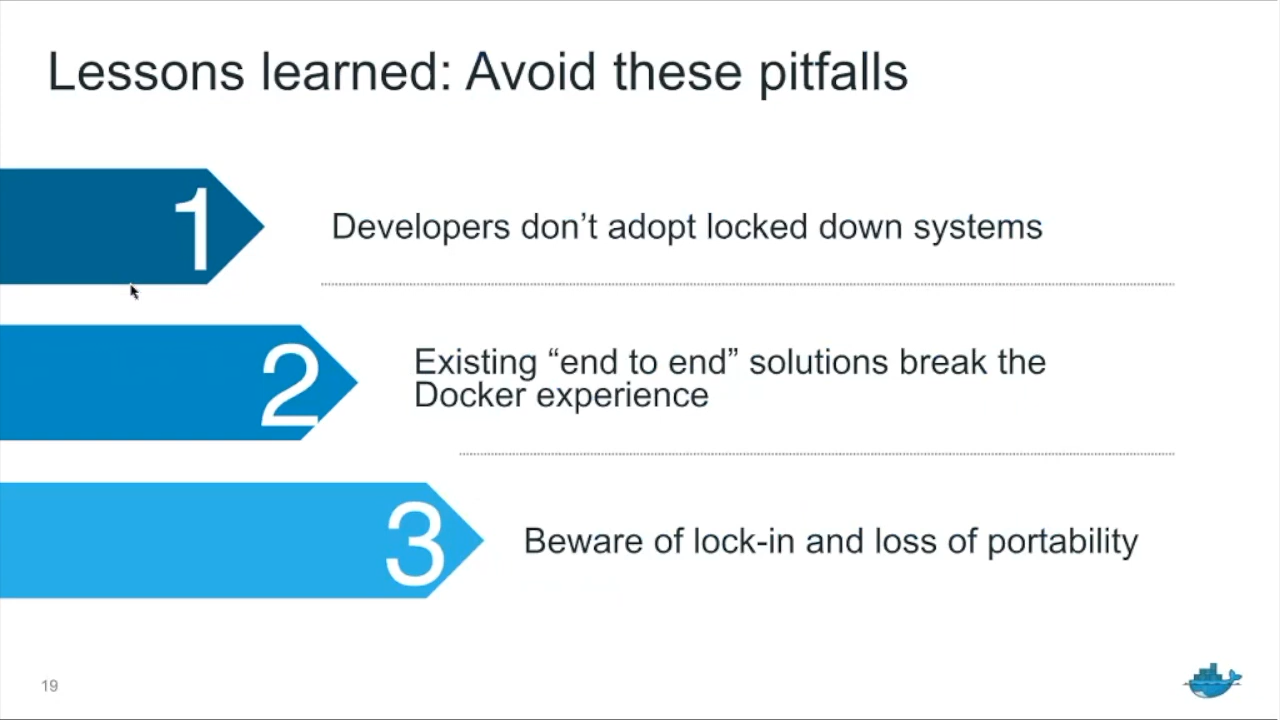 Lessons learned: Avoid these pitfalls
1
Developers don’t adopt locked down systems
2
Existing “end to end” solutions break the
Docker experience
3
Beware of lock-in and loss of portability
19